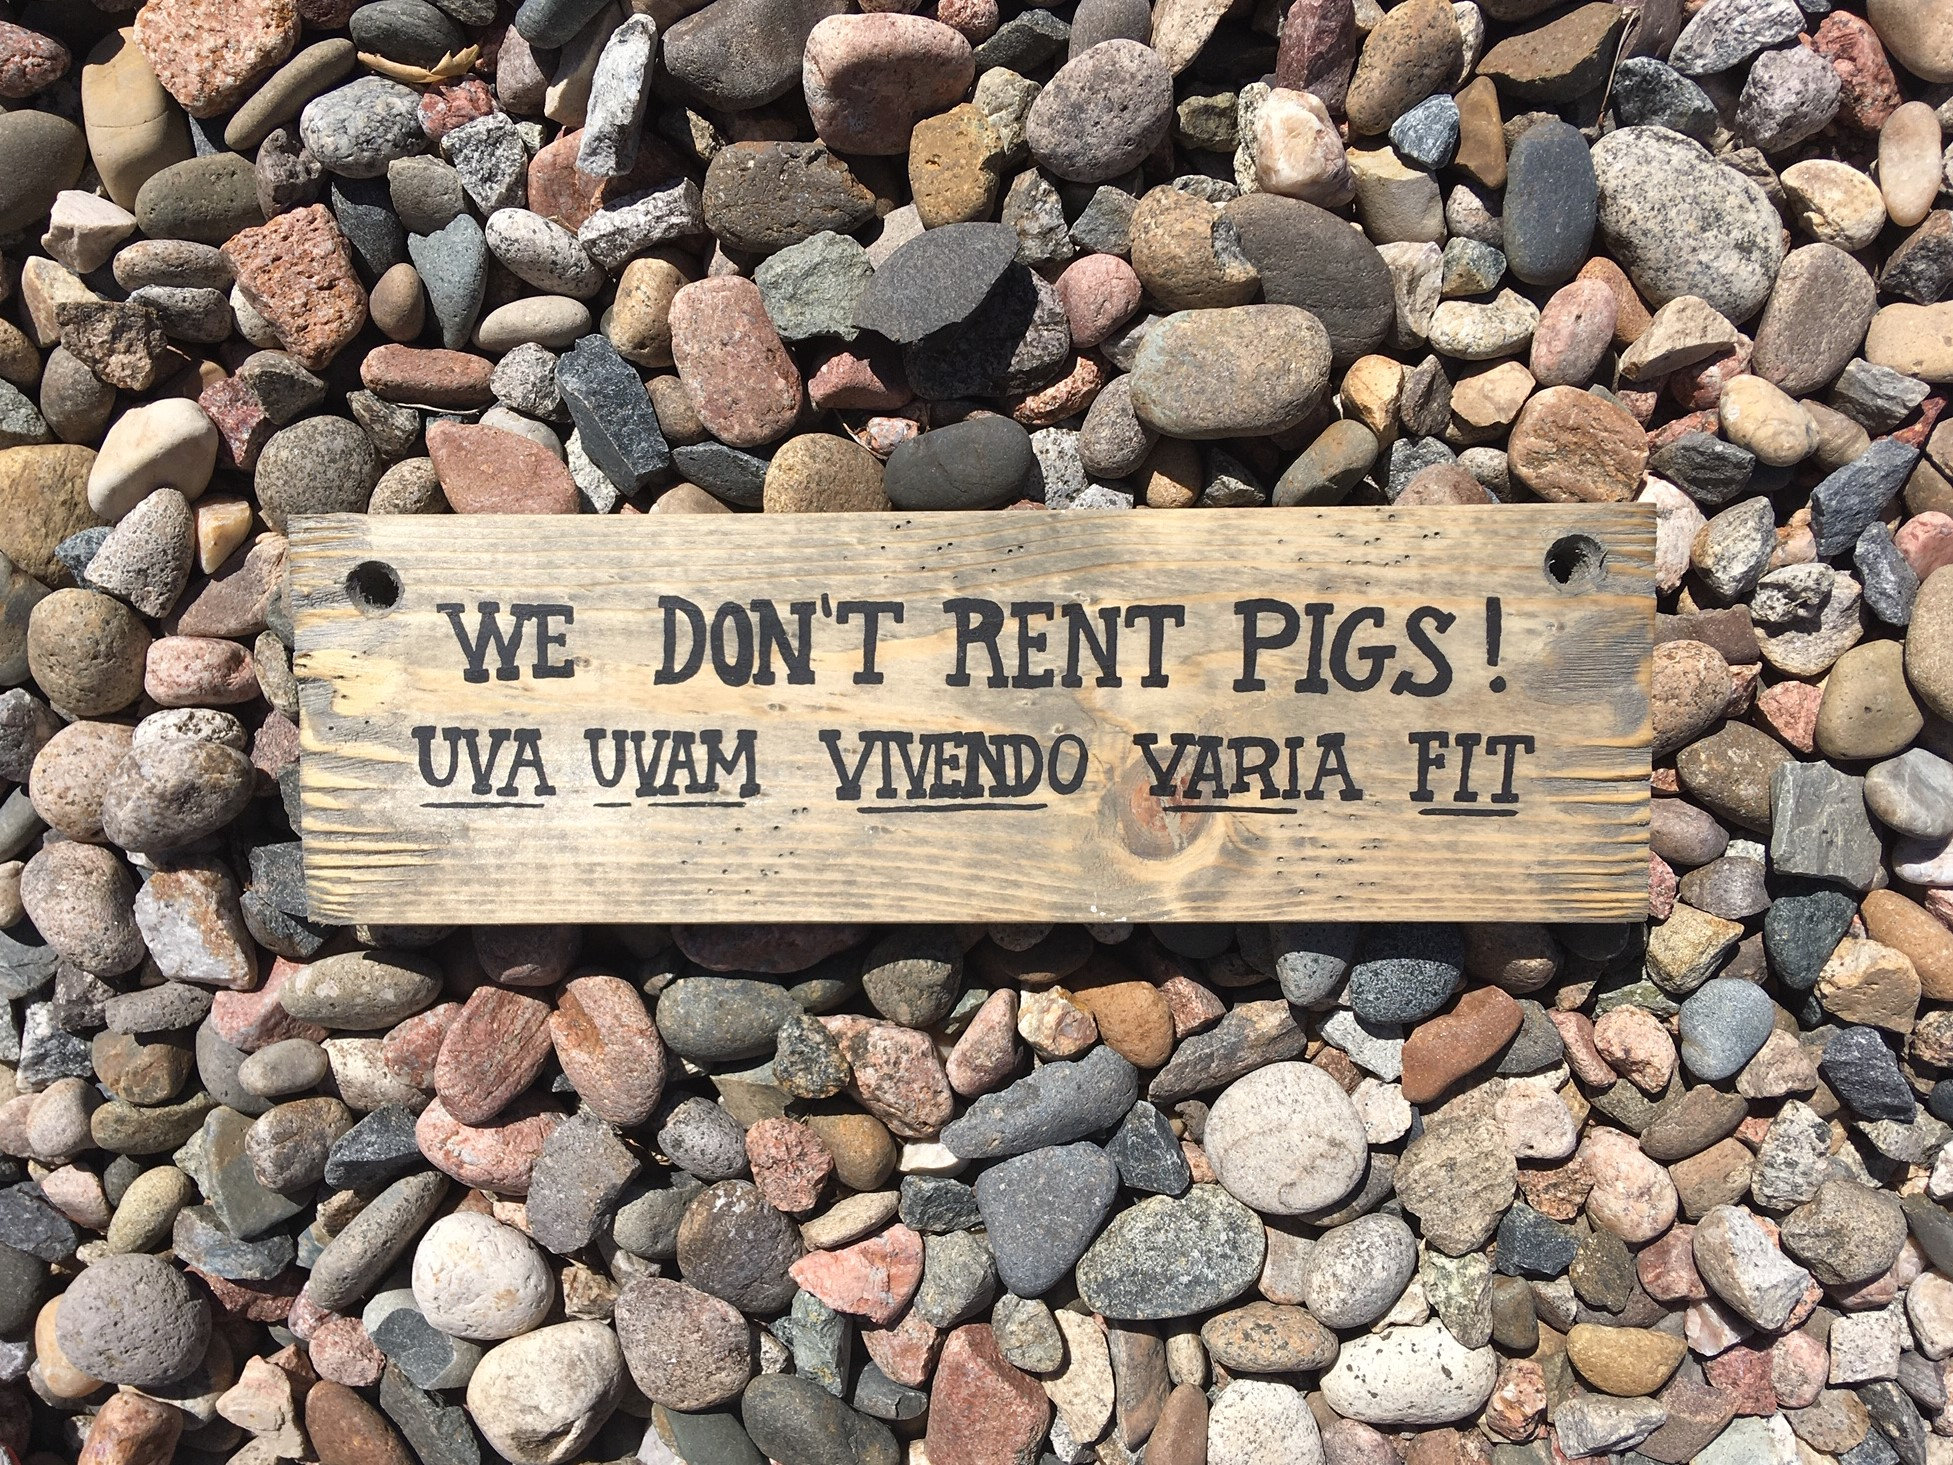 WE DON'T RENT PIGS!
UVA UVAM VIVENDO VARIA FIT